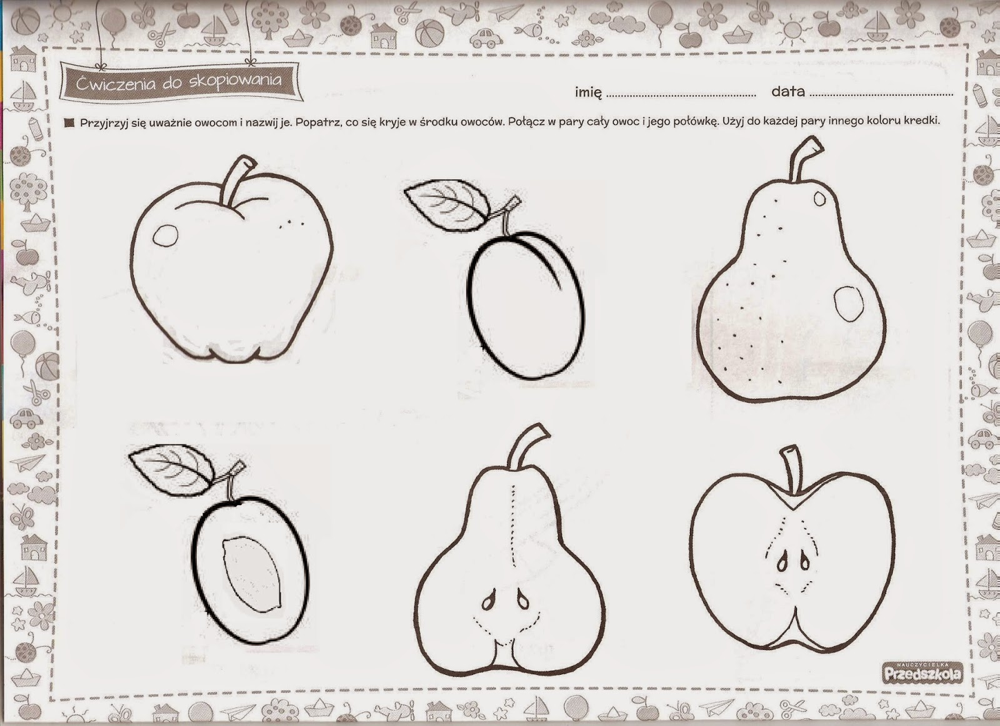 Ćwiczenia do skopiowania
imię ........................................ data ........................................
Przyjrzyj się uważnie owocom i nazwij je. Popatrz, co się kryje w środku owoców. Połącz w pary cały owoc i jego połówkę. Użyj do każdej pary innego koloru kredki.
NAUCZYCIELKA
Przedszkola